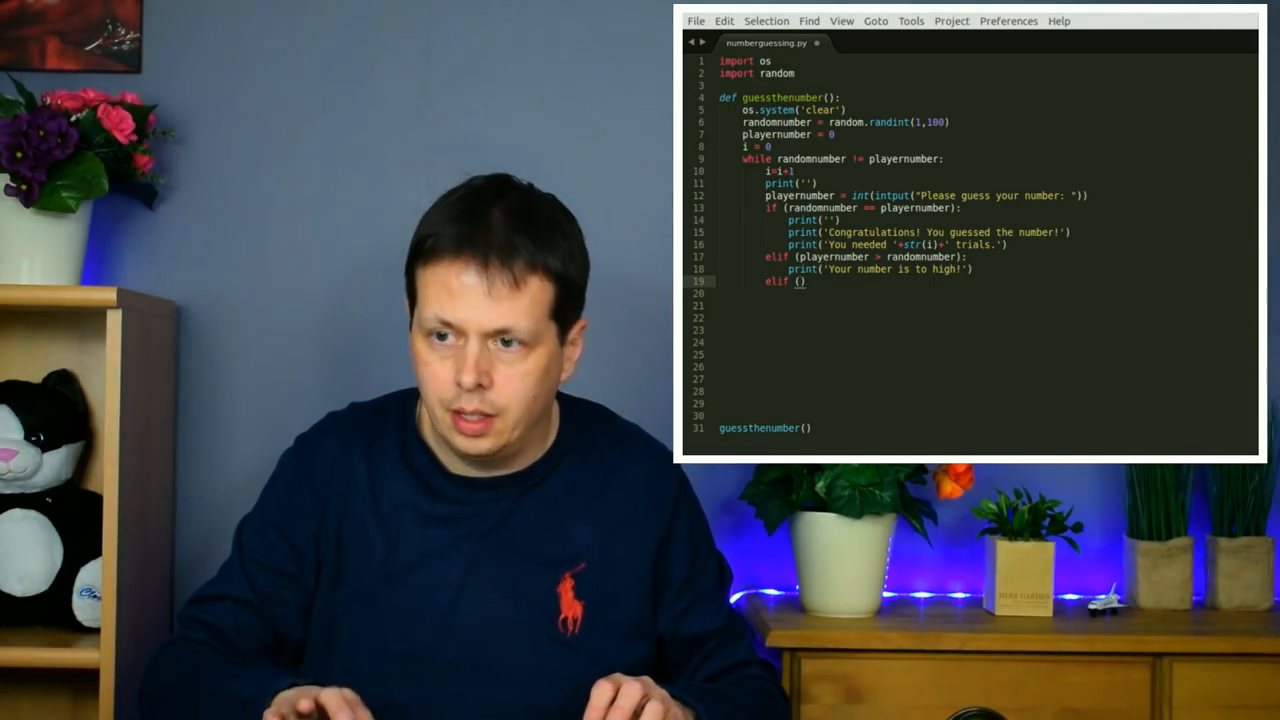 File Edit Selection Find View Goto Tools Project Preferences Help
numberguessing.py
1 import os
2 import random
3
4 def guessthenumber():
5 os.system('clear')
6 randomnumber = random.randint(1,100)
7 playernumber = 0
8 i = 0
9 while randomnumber != playernumber:
10 i=i+1
11 print('')
12 playernumber = int(intput("Please guess your number: "))
13 if (randomnumber == playernumber):
14 print('')
15 print('Congratulations! You guessed the number!')
16 print('You needed '+str(i)+' trials.')
17 elif (playernumber > randomnumber):
18 print('Your number is to high!')
19 elif ()
20
21
22
23
24
25
26
27
28
29
30
31 guessthenumber()
GARDEN